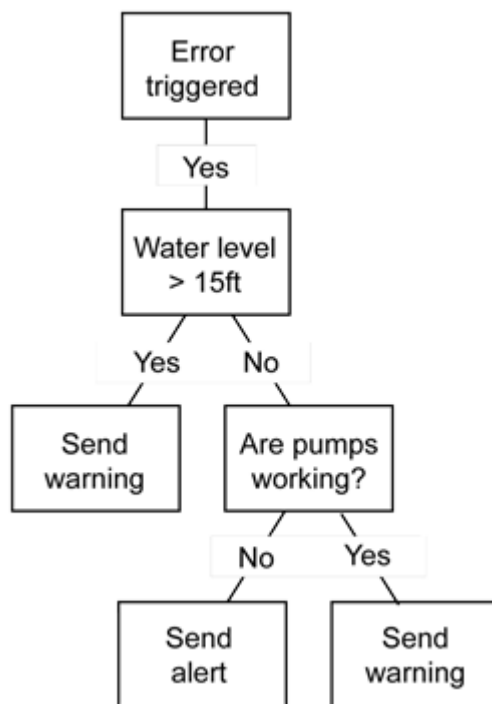 Error
triggered
Yes
Water level
> 15ft
Yes
No
Send
warning
Are pumps
working?
No
Yes
Send
alert
Send
warning